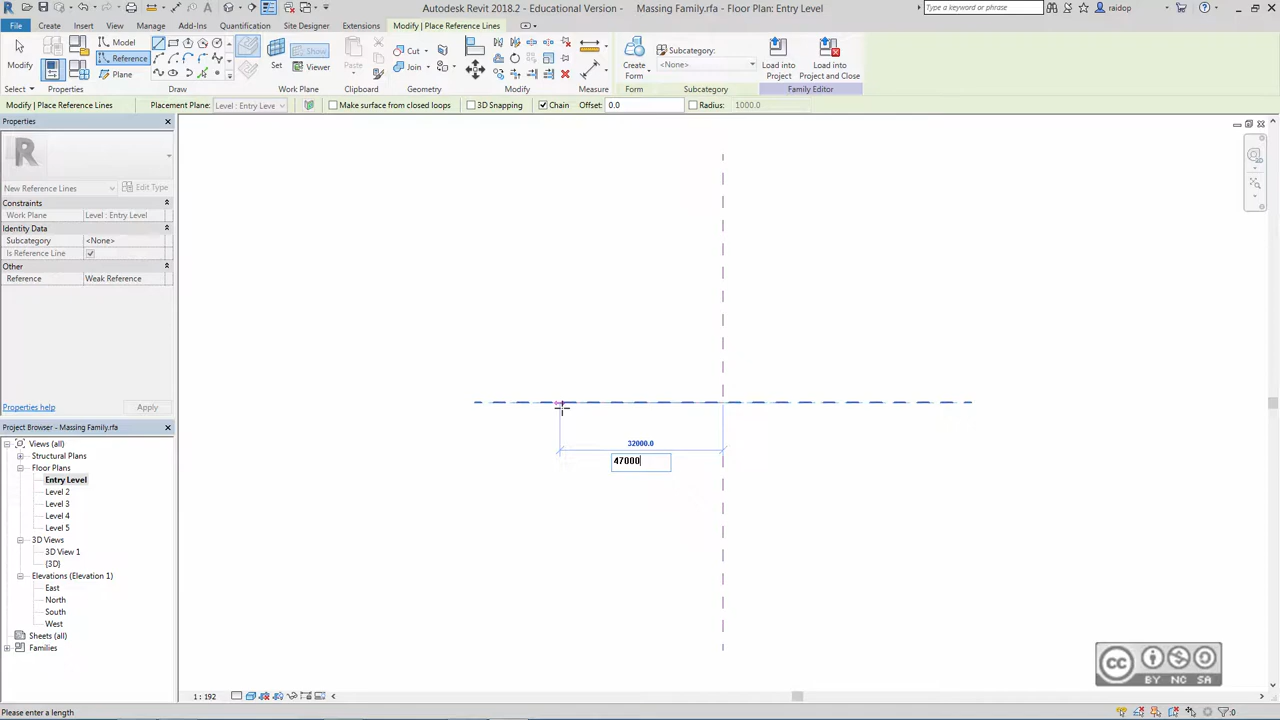 Autodesk Revit 2018.2 - Educational Version - Massing Family.rfa - Floor Plan: Entry Level
Type a keyword or phrase
raidop
File Create Insert View Manage Add-Ins Quantification Site Designer Extensions Modify | Place Reference Lines
Modify
Model
Reference
Plane
Set
Show
Viewer
Paste
Cut
Join
Create
Form
Subcategory:
<None>
Load into
Project
Load into
Project and Close
Select Properties Draw Work Plane Clipboard Geometry Modify Measure Form Subcategory Family Editor
Modify | Place Reference Lines Placement Plane: Level : Entry Leve Make surface from closed loops 3D Snapping Chain Offset: 0.0 Radius: 1000.0
Properties
R
New Reference Lines Edit Type
Constraints
Work Plane Level : Entry Level
Identity Data
Subcategory <None>
Is Reference Line
Other
Reference Weak Reference
Properties help Apply
Project Browser - Massing Family.rfa
Views (all)
Structural Plans
Floor Plans
Entry Level
Level 2
Level 3
Level 4
Level 5
3D Views
3D View 1
{3D}
Elevations (Elevation 1)
East
North
South
West
Sheets (all)
Families
32000.0
47000
cc
BY NC SA
1 : 192
Please enter a length
:0